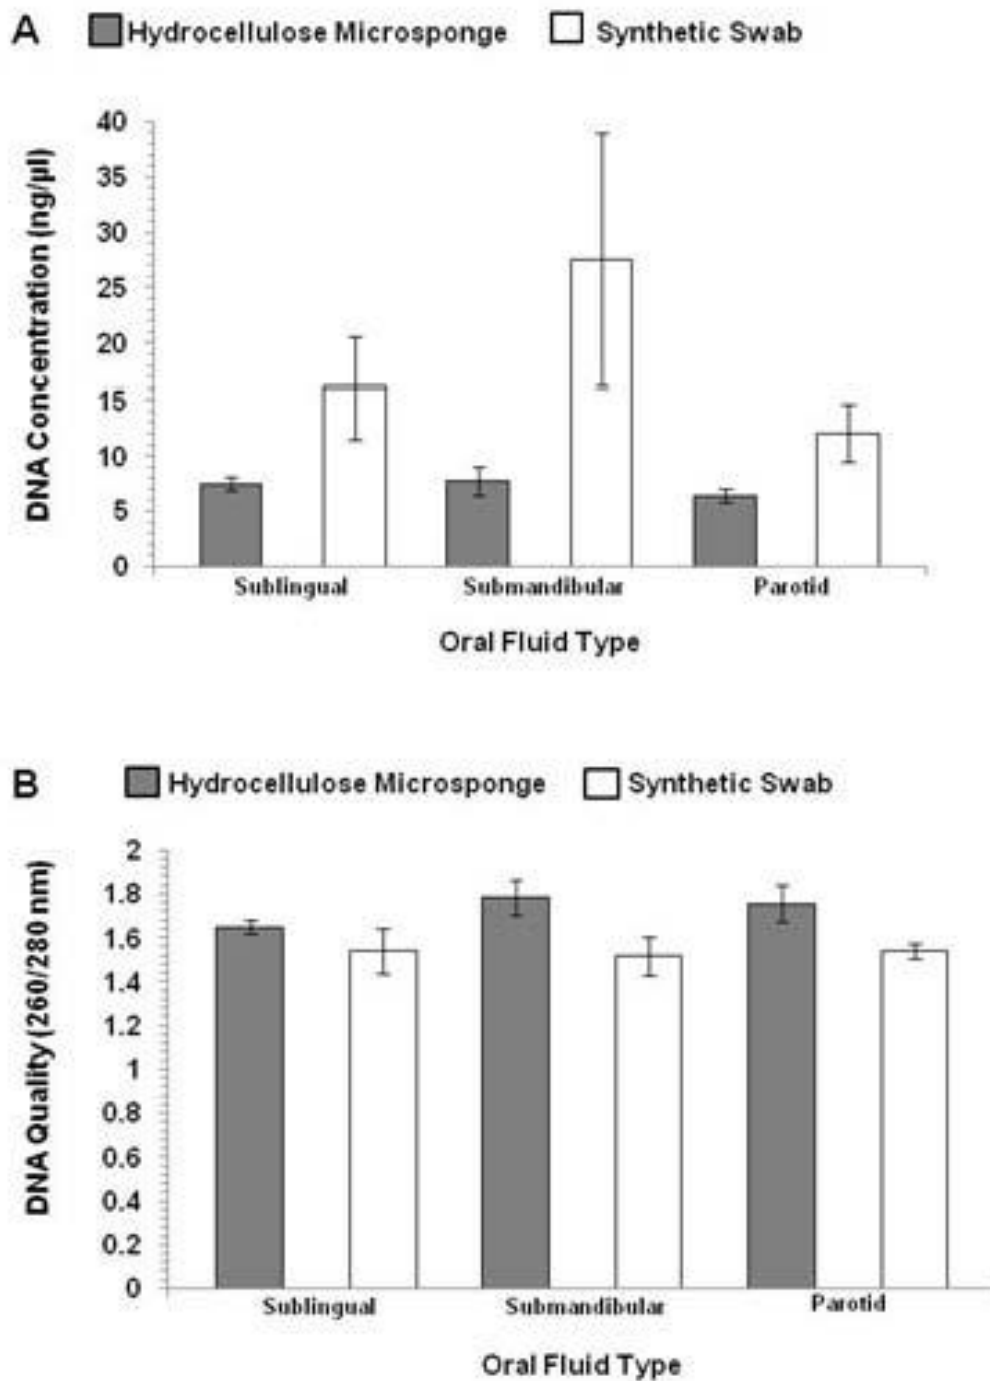 A Hydrocellulose Microsponge Synthetic Swab
DNA Concentration (ng/µl)
40
35
30
25
20
15
10
5
0
Sublingual Submandibular Parotid
Oral Fluid Type
B Hydrocellulose Microsponge Synthetic Swab
DNA Quality (260/280 nm)
2
1.8
1.6
1.4
1.2
1
0.8
0.6
0.4
0.2
0
Sublingual Submandibular Parotid
Oral Fluid Type